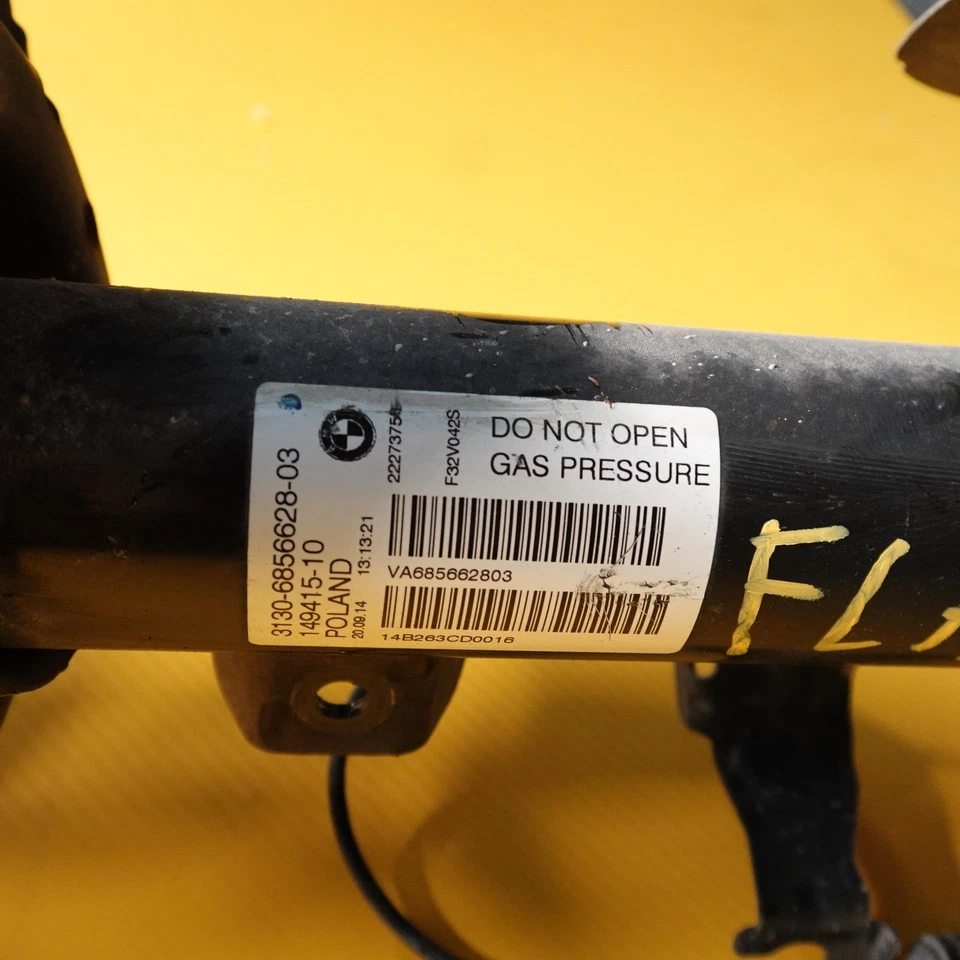 3130-6856628-03
149415-10
POLAND
20.09.14 13:13:21
F32V042S
DO NOT OPEN
GAS PRESSURE
VA685662803
14B263CD0016
FL